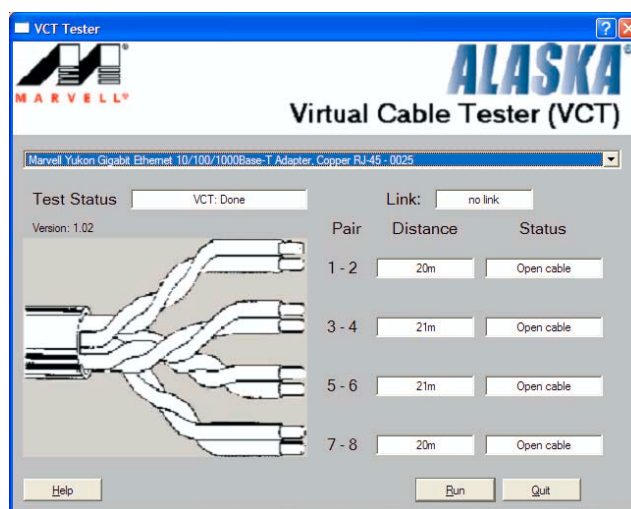 VCT Tester
MARVELL®
ALASKA®
Virtual Cable Tester (VCT)
Marvell Yukon Gigabit Ethernet 10/100/1000Base-T Adapter, Copper RJ-45 - 0025
Test Status VCT: Done Link: no link
Version: 1.02 Pair Distance Status
1 - 2 20m Open cable
3 - 4 21m Open cable
5 - 6 21m Open cable
7 - 8 20m Open cable
Help Run Quit